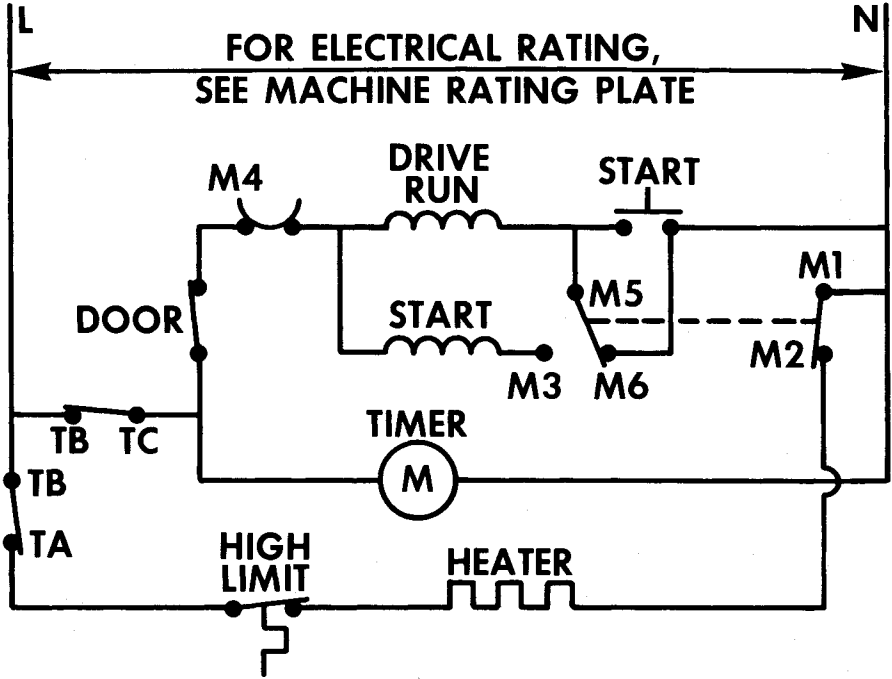 L
N
FOR ELECTRICAL RATING,
SEE MACHINE RATING PLATE
M4
DRIVE
RUN
START
M1
DOOR
START
M5
M2
M3
M6
TB
TC
TIMER
M
TB
TA
HIGH
LIMIT
HEATER